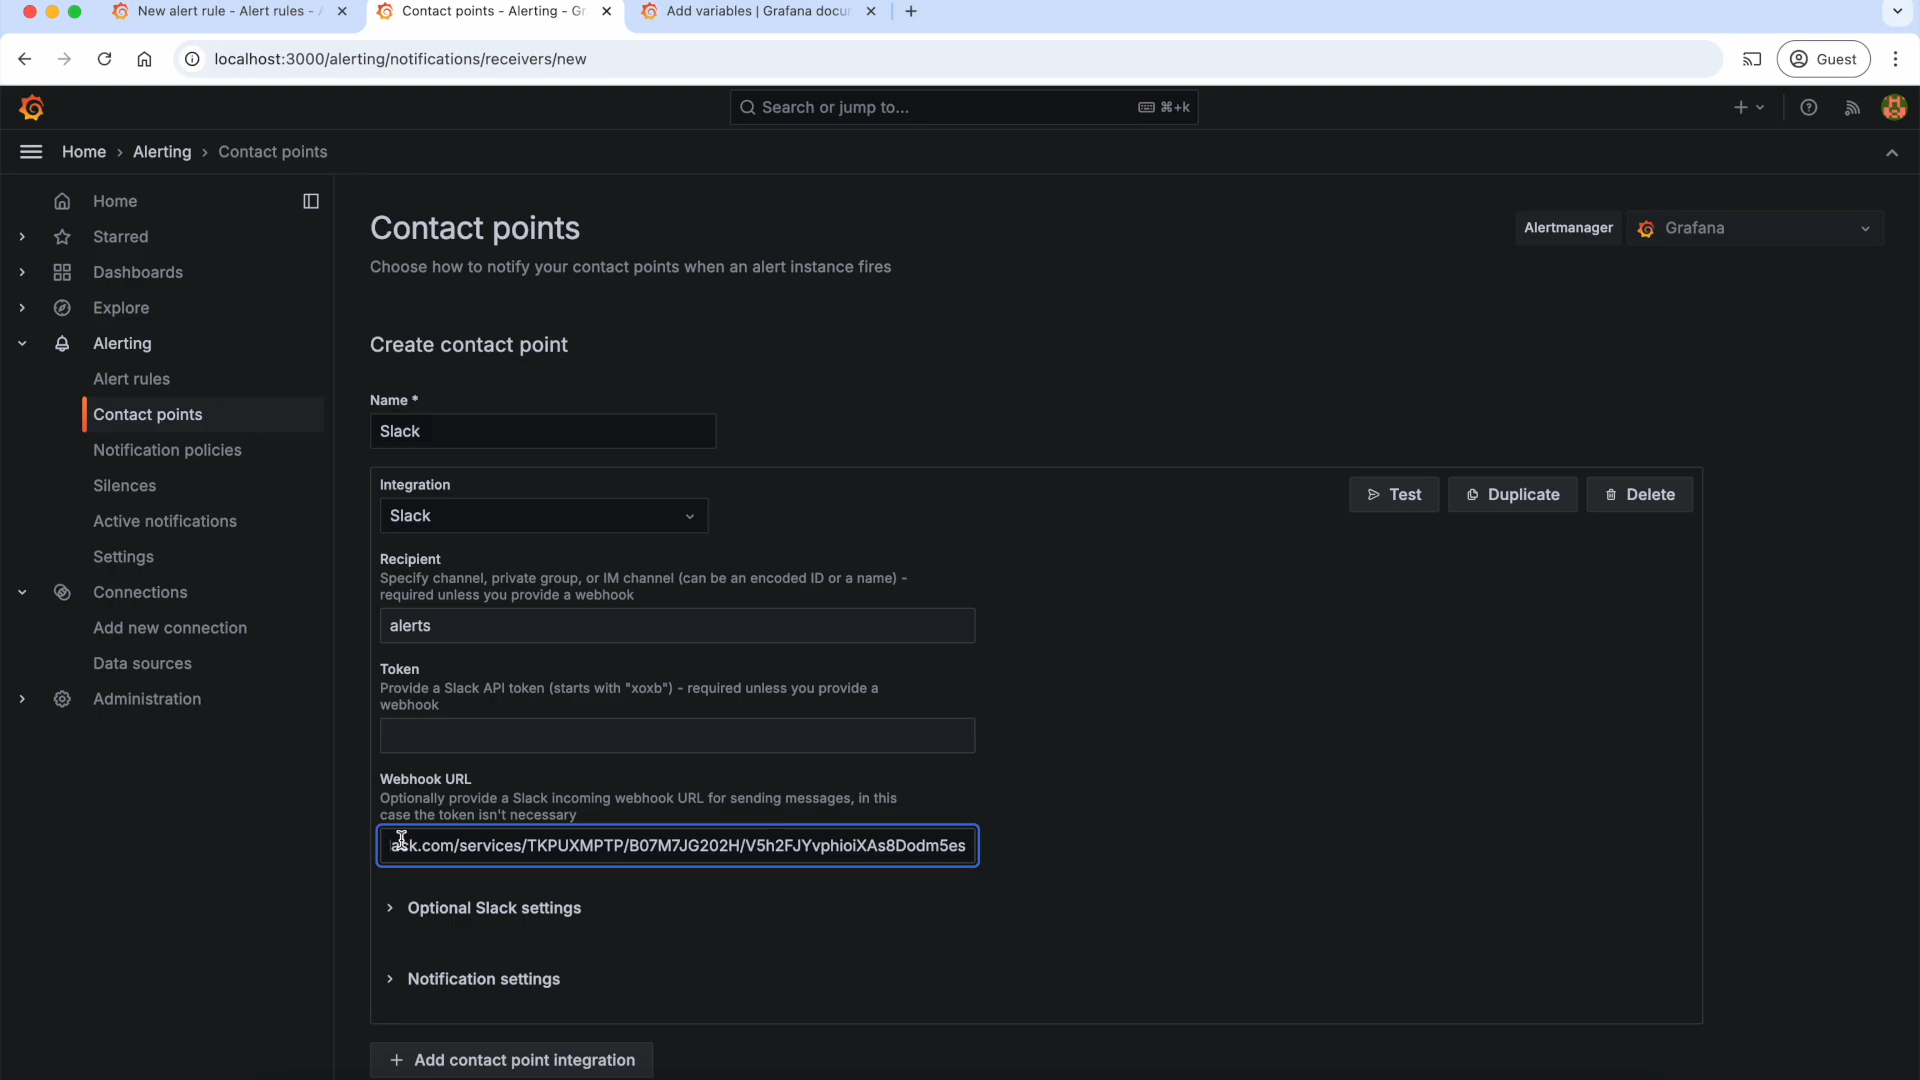 New alert rule - Alert rules -
Contact points - Alerting - Gr
Add variables | Grafana docu
localhost:3000/alerting/notifications/receivers/new
Guest
Search or jump to...
⌘+k
Home › Alerting › Contact points
Home
Starred
Dashboards
Explore
Alerting
Alert rules
Contact points
Notification policies
Silences
Active notifications
Settings
Connections
Add new connection
Data sources
Administration
Contact points
Alertmanager
Grafana
Choose how to notify your contact points when an alert instance fires
Create contact point
Name *
Slack
Integration
Test
Duplicate
Delete
Slack
Recipient
Specify channel, private group, or IM channel (can be an encoded ID or a name) -
required unless you provide a webhook
alerts
Token
Provide a Slack API token (starts with "xoxb") - required unless you provide a
webhook
Webhook URL
Optionally provide a Slack incoming webhook URL for sending messages, in this
case the token isn't necessary
ack.com/services/TKPUXMPTP/B07M7JG202H/V5h2FJYvphioiXAs8Dodm5es
Optional Slack settings
Notification settings
+ Add contact point integration